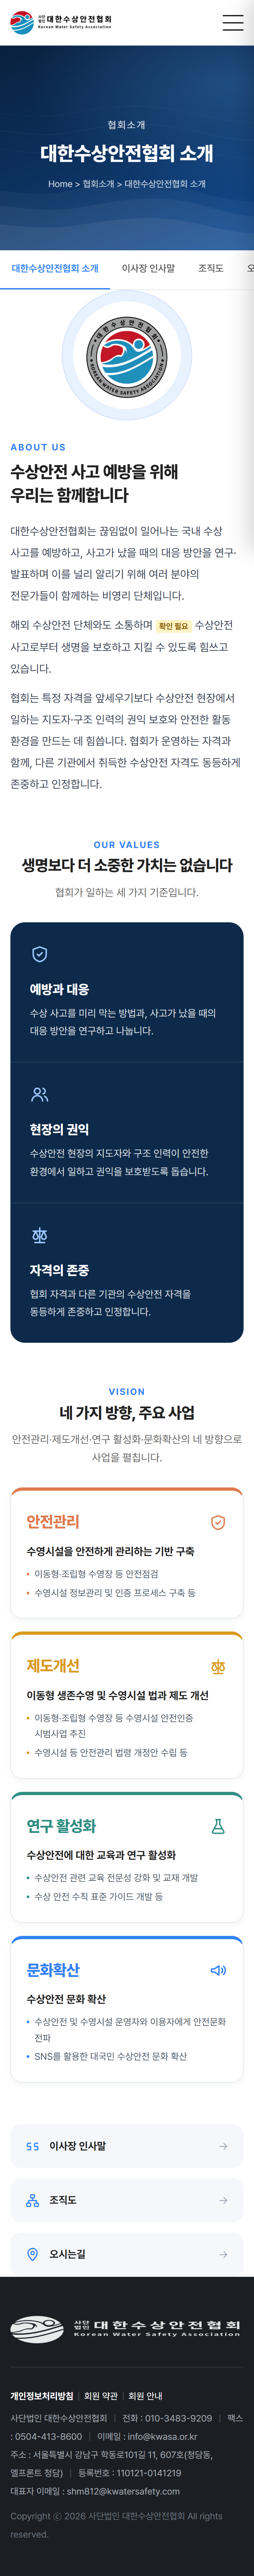 사단
법인 대한수상안전협회
Korean Water Safety Association
협회소개
대한수상안전협회 소개
Home > 협회소개 > 대한수상안전협회 소개
대한수상안전협회 소개 이사장 인사말 조직도 오
대한수상안전협회
KOREAN WATER SAFETY ASSOCIATION
ABOUT US
수상안전 사고 예방을 위해
우리는 함께합니다
대한수상안전협회는 끊임없이 일어나는 국내 수상
사고를 예방하고, 사고가 났을 때의 대응 방안을 연구·
발표하며 이를 널리 알리기 위해 여러 분야의
전문가들이 함께하는 비영리 단체입니다.
해외 수상안전 단체와도 소통하며 확인 필요 수상안전
사고로부터 생명을 보호하고 지킬 수 있도록 힘쓰고
있습니다.
협회는 특정 자격을 앞세우기보다 수상안전 현장에서
일하는 지도자·구조 인력의 권익 보호와 안전한 활동
환경을 만드는 데 힘씁니다. 협회가 운영하는 자격과
함께, 다른 기관에서 취득한 수상안전 자격도 동등하게
존중하고 인정합니다.
OUR VALUES
생명보다 더 소중한 가치는 없습니다
협회가 일하는 세 가지 기준입니다.
예방과 대응
수상 사고를 미리 막는 방법과, 사고가 났을 때의
대응 방안을 연구하고 나눕니다.
현장의 권익
수상안전 현장의 지도자와 구조 인력이 안전한
환경에서 일하고 권익을 보호받도록 돕습니다.
자격의 존중
협회 자격과 다른 기관의 수상안전 자격을
동등하게 존중하고 인정합니다.
VISION
네 가지 방향, 주요 사업
안전관리·제도개선·연구 활성화·문화확산의 네 방향으로
사업을 펼칩니다.
안전관리
수영시설을 안전하게 관리하는 기반 구축
• 이동형·조립형 수영장 등 안전점검
• 수영시설 정보관리 및 인증 프로세스 구축 등
제도개선
이동형 생존수영 및 수영시설 법과 제도 개선
• 이동형·조립형 수영장 등 수영시설 안전인증
시범사업 추진
• 수영시설 등 안전관리 법령 개정안 수립 등
연구 활성화
수상안전에 대한 교육과 연구 활성화
• 수상안전 관련 교육 전문성 강화 및 교재 개발
• 수상 안전 수칙 표준 가이드 개발 등
문화확산
수상안전 문화 확산
• 수상안전 및 수영시설 운영자와 이용자에게 안전문화
전파
• SNS를 활용한 대국민 수상안전 문화 확산
이사장 인사말 →
조직도 →
오시는길 →
사단
법인 대한수상안전협회
Korean Water Safety Association
개인정보처리방침 | 회원 약관 | 회원 안내
사단법인 대한수상안전협회 | 전화 : 010-3483-9209 | 팩스
: 0504-413-8600 | 이메일 : info@kwasa.or.kr
주소 : 서울특별시 강남구 학동로101길 11, 607호(청담동,
엘프론트 청담) | 등록번호 : 110121-0141219
대표자 이메일 : shm812@kwatersafety.com
Copyright ⓒ 2026 사단법인 대한수상안전협회 All rights
reserved.